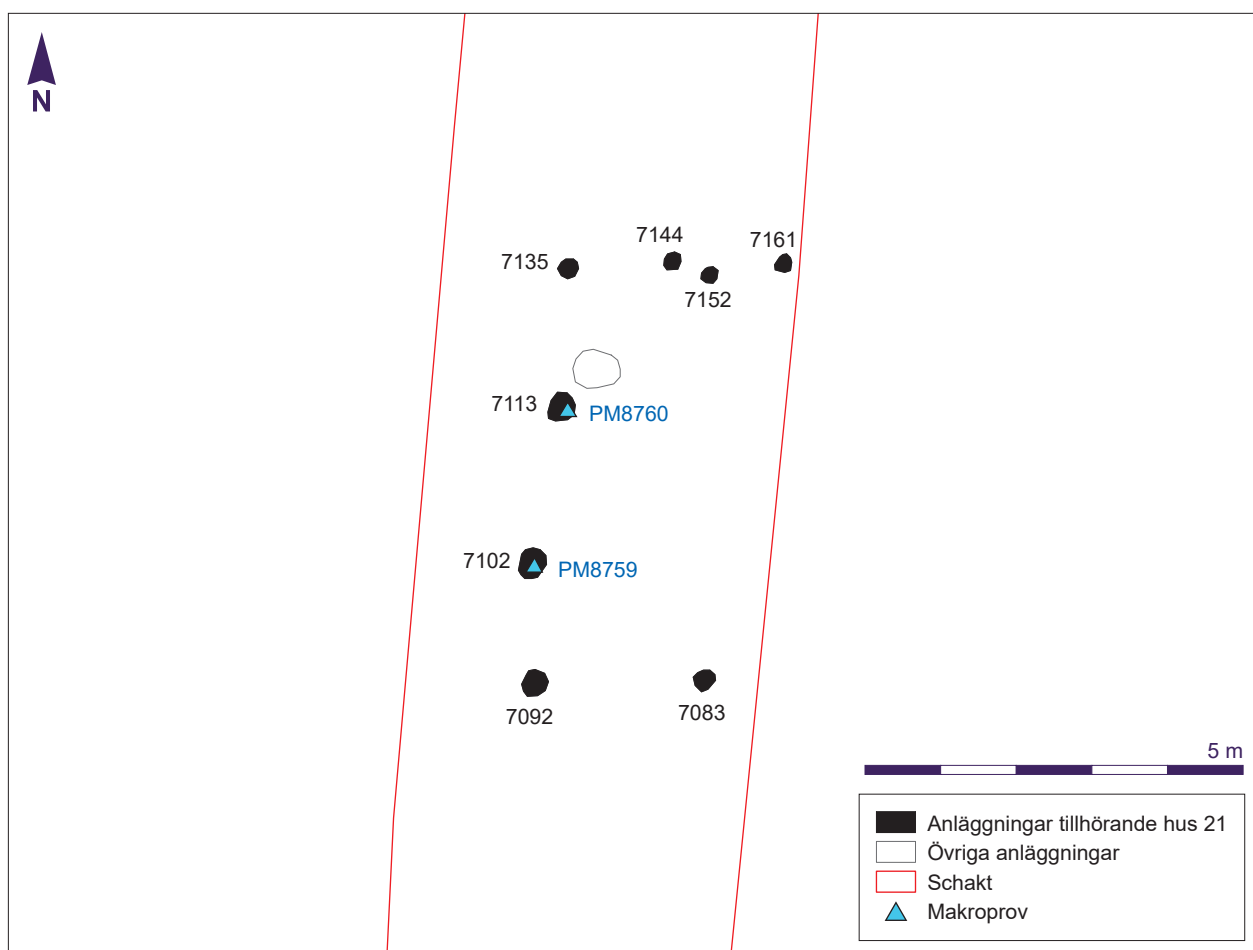 N
7144
7161
7135
7152
7113
PM8760
7102
PM8759
7092
7083
5 m
Anläggningar tillhörande hus 21
Övriga anläggningar
Schakt
Makroprov